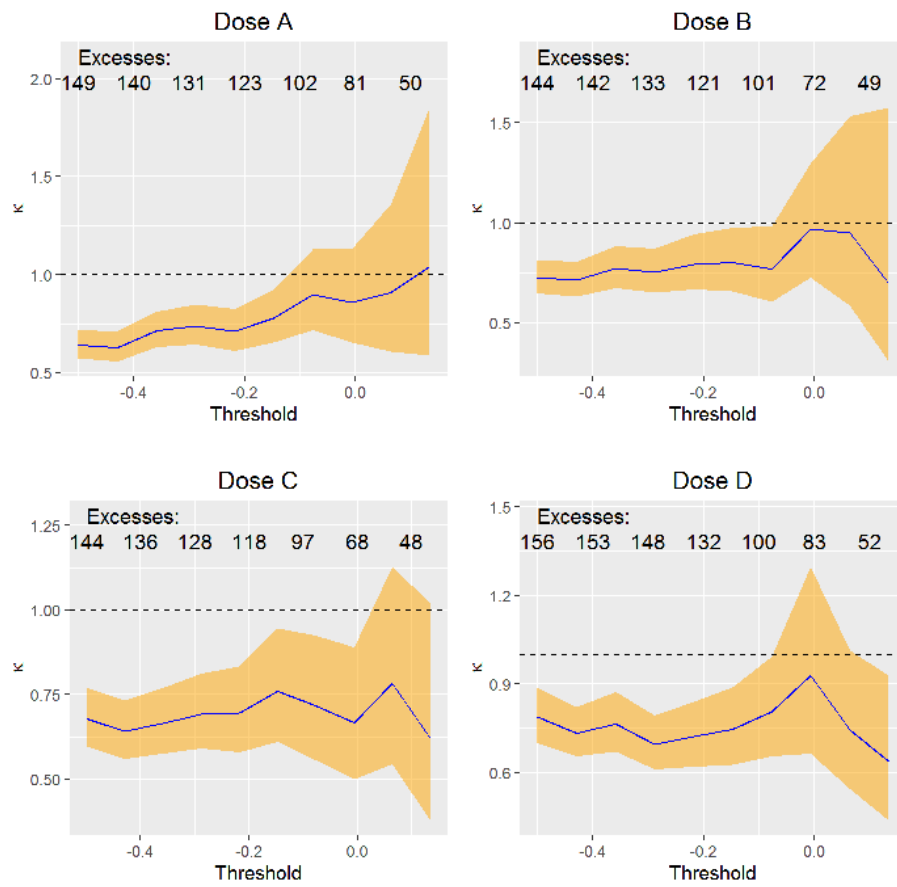 Dose A
Excesses:
149 140 131 123 102 81 50
2.0
1.5
1.0
0.5
κ
-0.4 -0.2 0.0
Threshold
Dose B
Excesses:
144 142 133 121 101 72 49
1.5
1.0
0.5
κ
-0.4 -0.2 0.0
Threshold
Dose C
Excesses:
144 136 128 118 97 68 48
1.25
1.00
0.75
0.50
κ
-0.4 -0.2 0.0
Threshold
Dose D
Excesses:
156 153 148 132 100 83 52
1.5
1.2
0.9
0.6
κ
-0.4 -0.2 0.0
Threshold